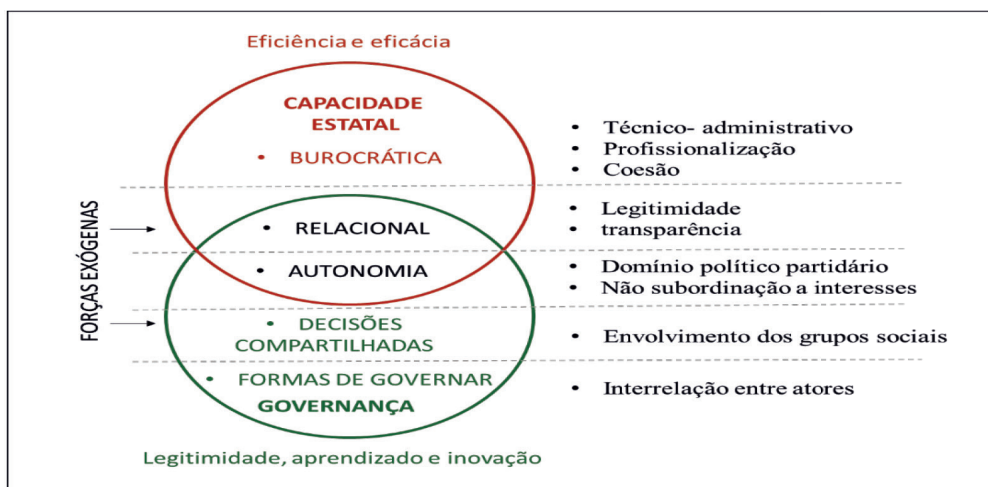 Eficiência e eficácia
CAPACIDADE
ESTATAL
• BUROCRÁTICA
• Técnico- administrativo
• Profissionalização
• Coesão
FORÇAS EXÓGENAS
• RELACIONAL
• Legitimidade
• transparência
• AUTONOMIA
• Domínio político partidário
• Não subordinação a interesses
• DECISÕES
COMPARTILHADAS
• Envolvimento dos grupos sociais
• FORMAS DE GOVERNAR
GOVERNANÇA
• Interrelação entre atores
Legitimidade, aprendizado e inovação